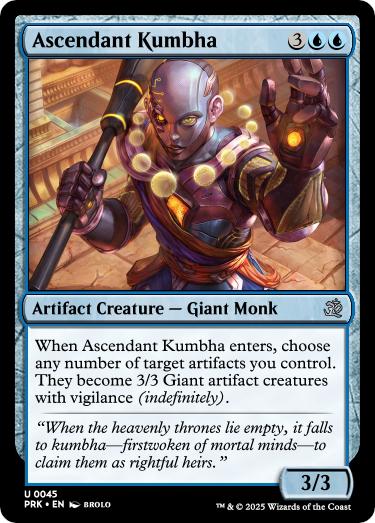 Ascendant Kumbha 3
Artifact Creature — Giant Monk
When Ascendant Kumbha enters, choose
any number of target artifacts you control.
They become 3/3 Giant artifact creatures
with vigilance (indefinitely).
“When the heavenly thrones lie empty, it falls
to kumbha—firstwoken of mortal minds—to
claim them as rightful heirs.”
3/3
U 0045
PRK • EN BROLO
™ & © 2025 Wizards of the Coast